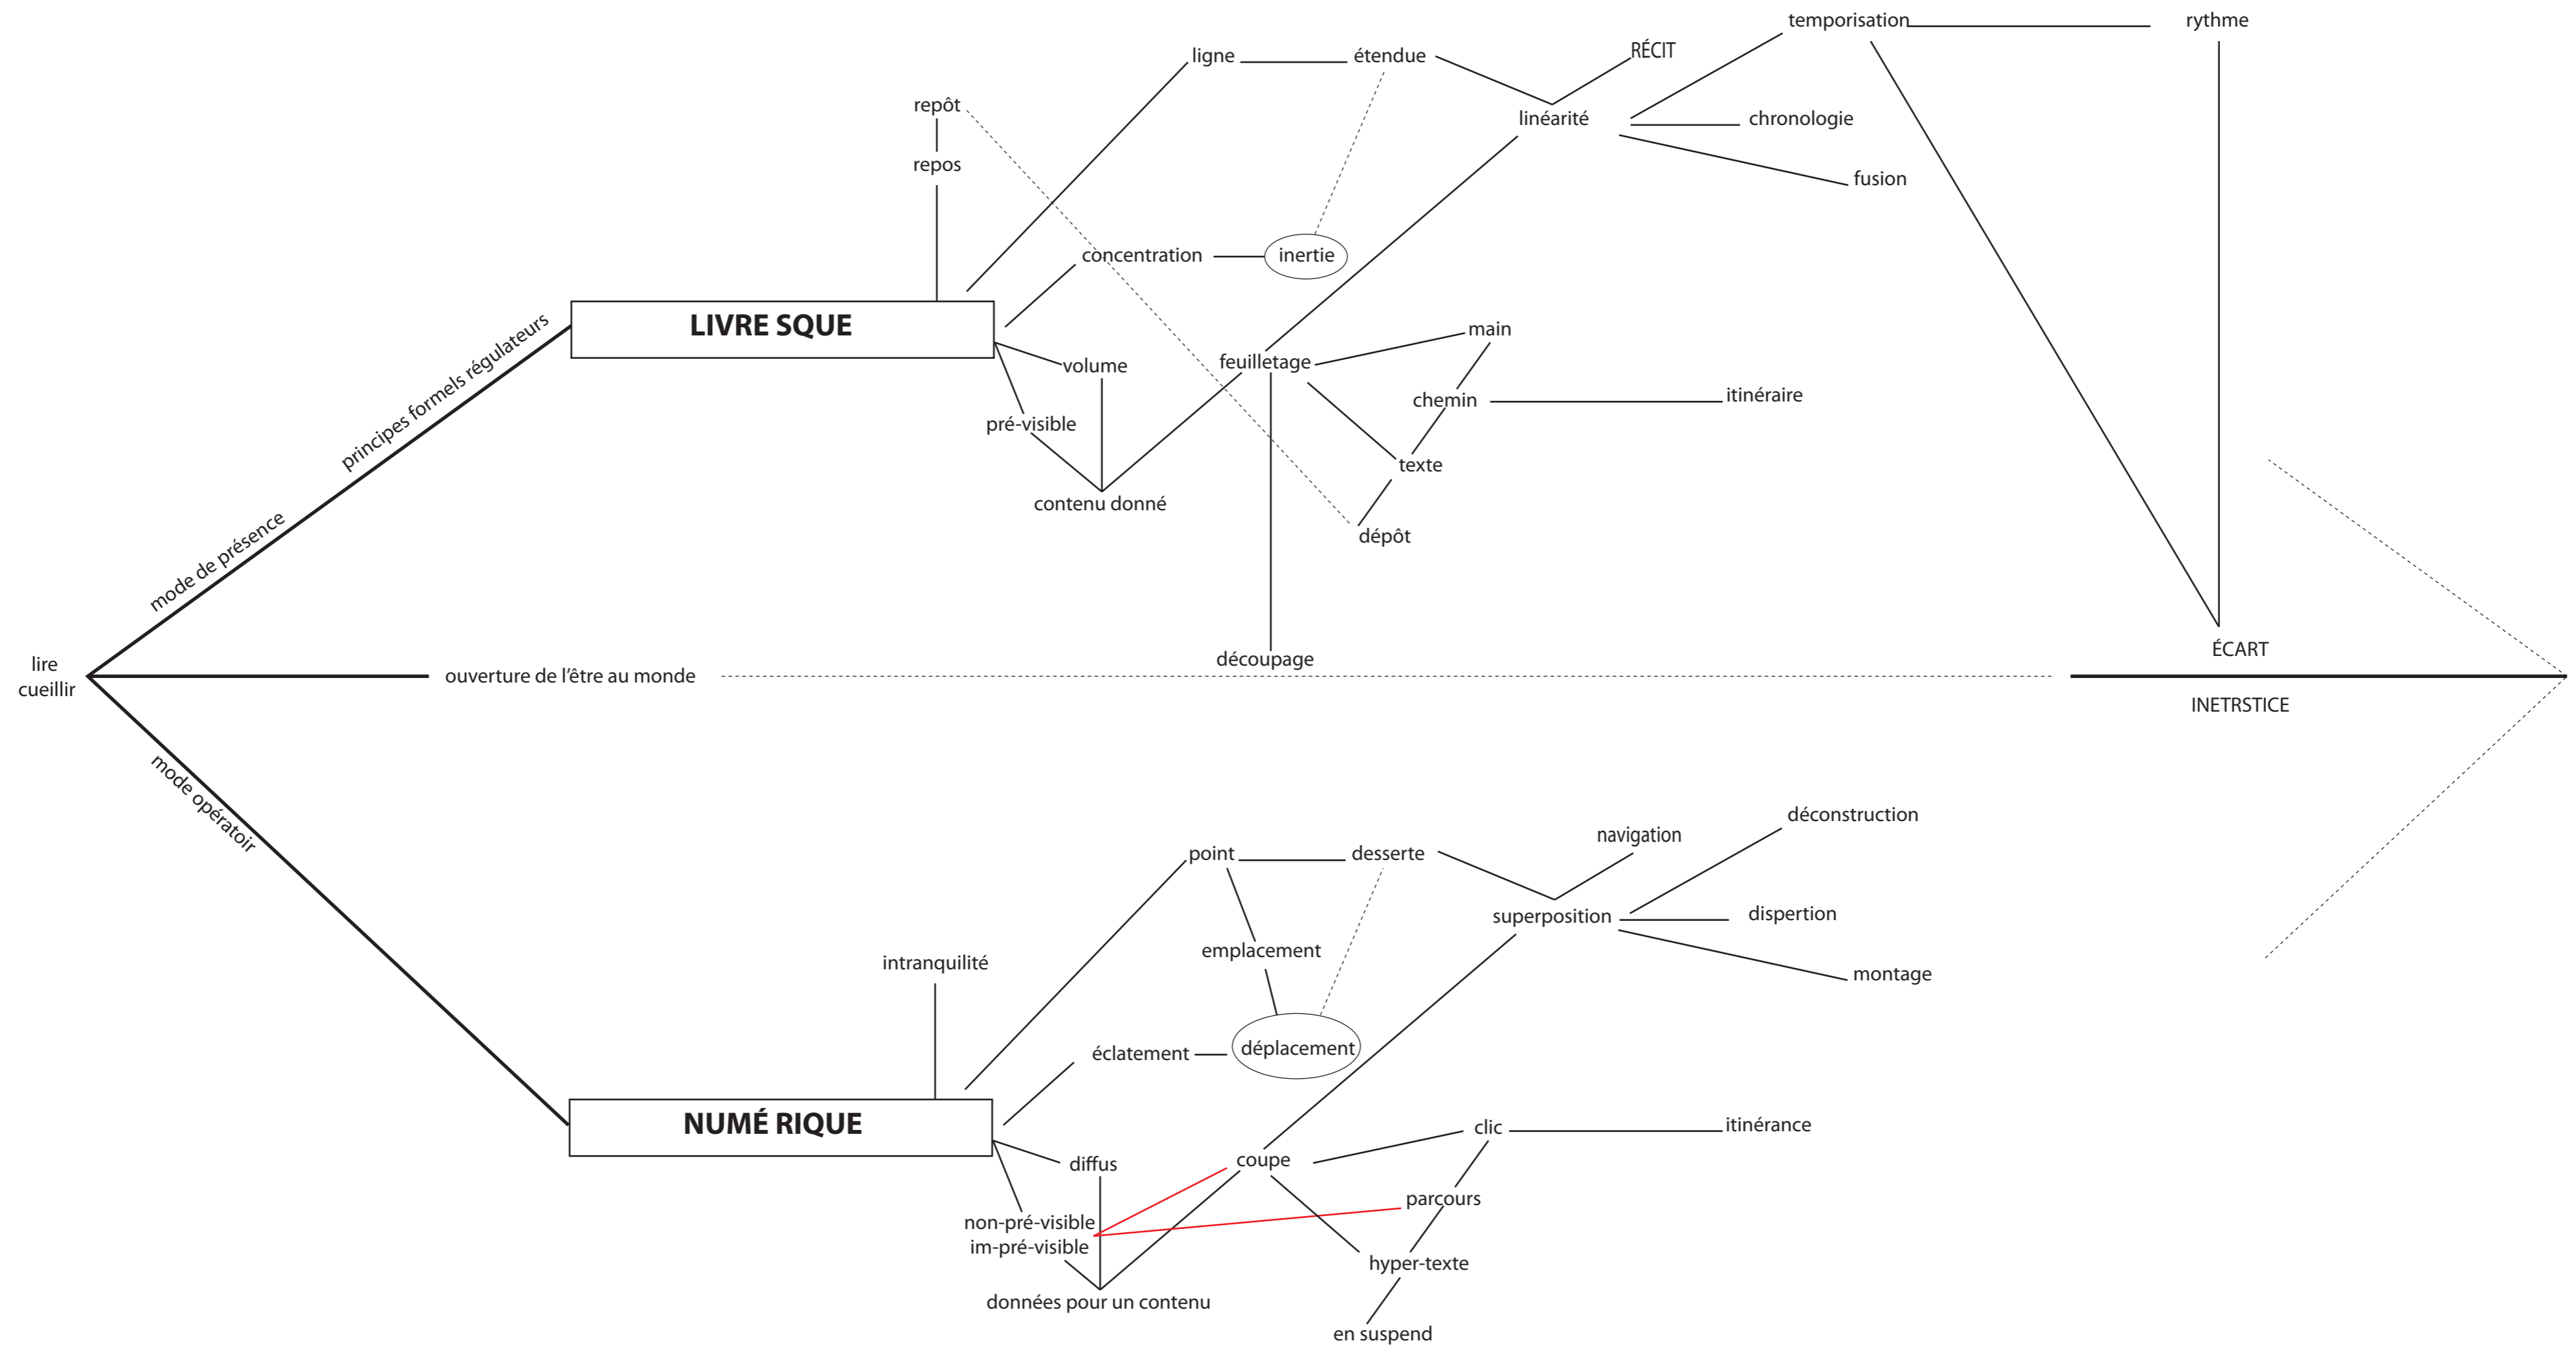 temporisation
rythme
ligne
étendue
RÉCIT
repôt
linéarité
chronologie
repos
fusion
concentration
inertie
LIVRE SQUE
principes formels régulateurs
main
volume
feuilletage
chemin
itinéraire
pré-visible
texte
contenu donné
dépôt
mode de présence
lire
cueillir
ouverture de l'être au monde
découpage
ÉCART
INETRSTICE
mode opératoir
déconstruction
navigation
point
desserte
superposition
dispertion
emplacement
intranquilité
montage
éclatement
déplacement
NUMÉ RIQUE
clic
itinérance
diffus
coupe
parcours
non-pré-visible
im-pré-visible
hyper-texte
données pour un contenu
en suspend